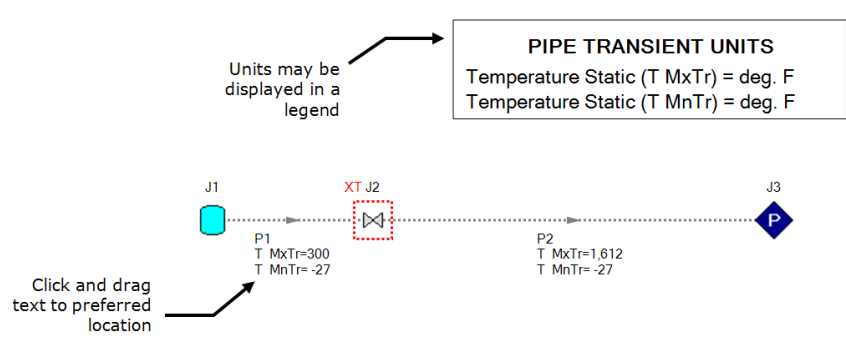 Units may be
displayed in a
legend
PIPE TRANSIENT UNITS
Temperature Static (T MxTr) = deg. F
Temperature Static (T MnTr) = deg. F
J1
XT J2
J3
P
P1
T MxTr=300
T MnTr= -27
P2
T MxTr=1,612
T MnTr= -27
Click and drag
text to preferred
location